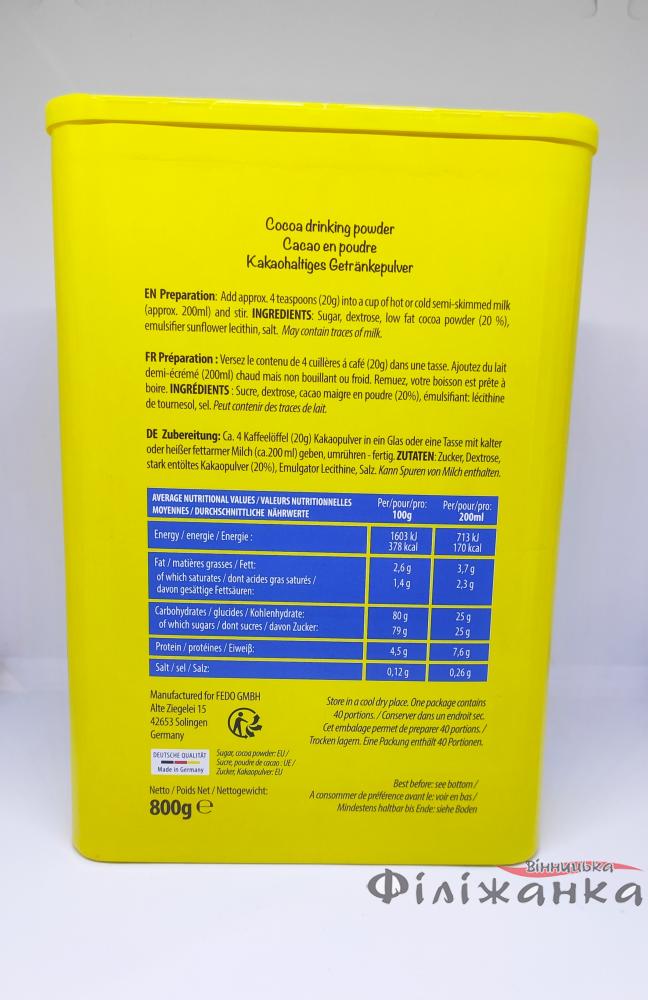 Cocoa drinking powder
Cacao en poudre
Kakaohaltiges Getränkepulver
EN Preparation: Add approx. 4 teaspoons (20g) into a cup of hot or cold semi-skimmed milk
(approx. 200ml) and stir. INGREDIENTS: Sugar, dextrose, low fat cocoa powder (20 %),
emulsifier sunflower lecithin, salt. May contain traces of milk.
FR Préparation : Versez le contenu de 4 cuillères á café (20g) dans une tasse. Ajoutez du lait
demi-écrémé (200ml) chaud mais non bouillant ou froid. Remuez, votre boisson est prête à
boire. INGRÉDIENTS : Sucre, dextrose, cacao maigre en poudre (20%), émulsifiant: lécithine
de tournesol, sel. Peut contenir des traces de lait.
DE Zubereitung: Ca. 4 Kaffeelöffel (20g) Kakaopulver in ein Glas oder eine Tasse mit kalter
oder heißer fettarmer Milch (ca.200 ml) geben, umrühren - fertig. ZUTATEN: Zucker, Dextrose,
stark entöltes Kakaopulver (20%), Emulgator Lecithine, Salz. Kann Spuren von Milch enthalten.
AVERAGE NUTRITIONAL VALUES / VALEURS NUTRITIONNELLES
MOYENNES / DURCHSCHNITTLICHE NÄHRWERTE
Per/pour/pro:
100g
Per/pour/pro:
200ml
Energy / energie / Energie :
1603 kJ
378 kcal
713 kJ
170 kcal
Fat / matières grasses / Fett: 2,6 g 3,7 g
of which saturates / dont acides gras saturés / 1,4 g 2,3 g
davon gesättige Fettsäuren:
Carbohydrates / glucides / Kohlenhydrate: 80 g 25 g
of which sugars / dont sucres / davon Zucker: 79 g 25 g
Protein / protéines / Eiweiß: 4,5 g 7,6 g
Salt / sel / Salz: 0,12 g 0,26 g
Manufactured for FEDO GMBH
Alte Ziegelei 15
42653 Solingen
Germany
DEUTSCHE QUALITÄT
Made in Germany
Sugar, cocoa powder: EU /
Sucre, poudre de cacao : UE /
Zucker, Kakaopulver: EU
Netto / Poids Net / Nettogewicht:
800g ℮
Store in a cool dry place. One package contains
40 portions. / Conserver dans un endroit sec.
Cet embalage permet de preparer 40 portions. /
Trocken lagern. Eine Packung enthält 40 Portionen.
Best before: see bottom /
A consommer de préférence avant le: voir en bas /
Mindestens haltbar bis Ende: siehe Boden
Вінницька
Філіжанка